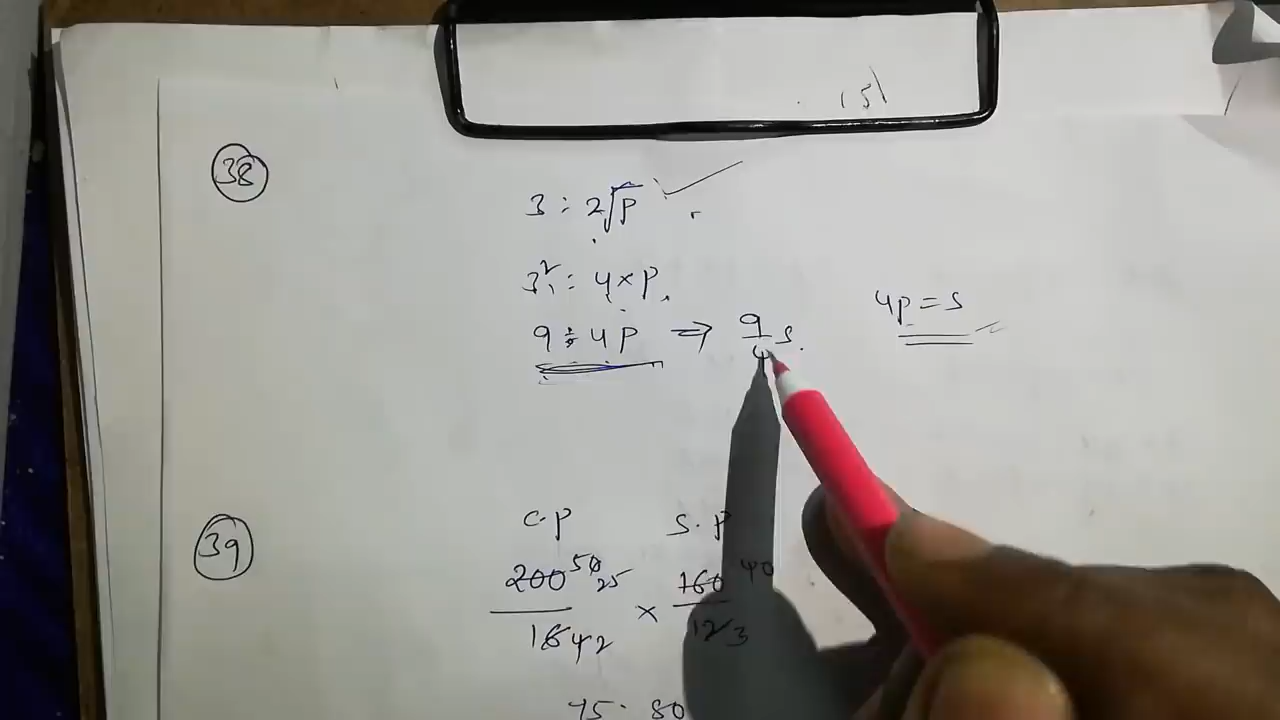 151
38
3 : 2√P
3² : 4 × P
9 : 4P ⇒ 9/4 s.
4P = s
39
C.P S.P
200 50 25 / 16 4 2 × 160 40 / 12 3
75 : 80